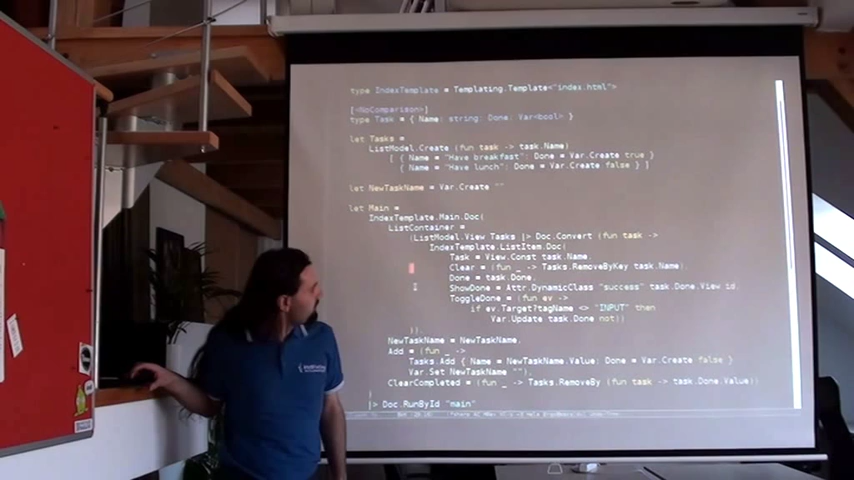 type IndexTemplate = Templating.Template<"index.html">
[<NoComparison>]
type Task = { Name: string; Done: Var<bool> }
let Tasks =
ListModel.Create (fun task -> task.Name)
[ { Name = "Have breakfast"; Done = Var.Create true }
{ Name = "Have lunch"; Done = Var.Create false } ]
let NewTaskName = Var.Create ""
let Main =
IndexTemplate.Main.Doc(
ListContainer =
(ListModel.View Tasks |> Doc.Convert (fun task ->
IndexTemplate.ListItem.Doc(
Task = View.Const task.Name,
Clear = (fun _ -> Tasks.RemoveByKey task.Name),
Done = task.Done,
ShowDone = Attr.DynamicClass "success" task.Done.View id,
ToggleDone = (fun ev ->
if ev.Target?tagName <> "INPUT" then
Var.Update task.Done not))
)),
NewTaskName = NewTaskName,
Add = (fun _ ->
Tasks.Add { Name = NewTaskName.Value; Done = Var.Create false }
Var.Set NewTaskName ""),
ClearCompleted = (fun _ -> Tasks.RemoveBy (fun task -> task.Done.Value))
)
|> Doc.RunById "main"